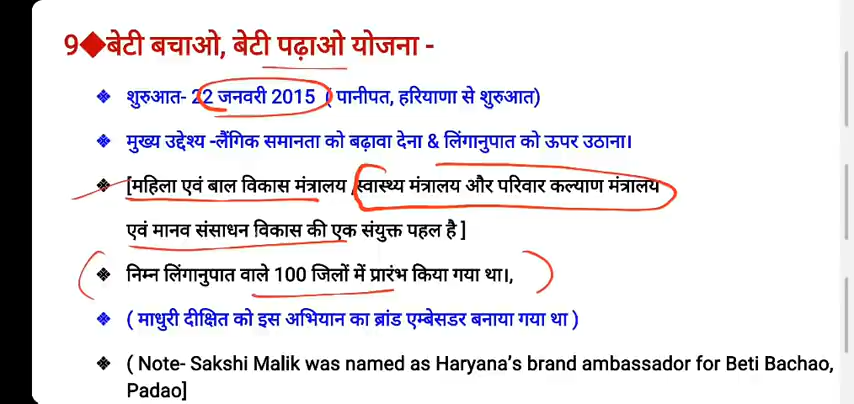 9◆बेटी बचाओ, बेटी पढ़ाओ योजना -
❖ शुरुआत- 22 जनवरी 2015 ( पानीपत, हरियाणा से शुरुआत)
❖ मुख्य उद्देश्य -लैंगिक समानता को बढ़ावा देना & लिंगानुपात को ऊपर उठाना।
❖ [महिला एवं बाल विकास मंत्रालय ,स्वास्थ्य मंत्रालय और परिवार कल्याण मंत्रालय
एवं मानव संसाधन विकास की एक संयुक्त पहल है ]
❖ निम्न लिंगानुपात वाले 100 जिलों में प्रारंभ किया गया था।,
❖ ( माधुरी दीक्षित को इस अभियान का ब्रांड एम्बेसडर बनाया गया था )
❖ ( Note- Sakshi Malik was named as Haryana's brand ambassador for Beti Bachao,
Padao]